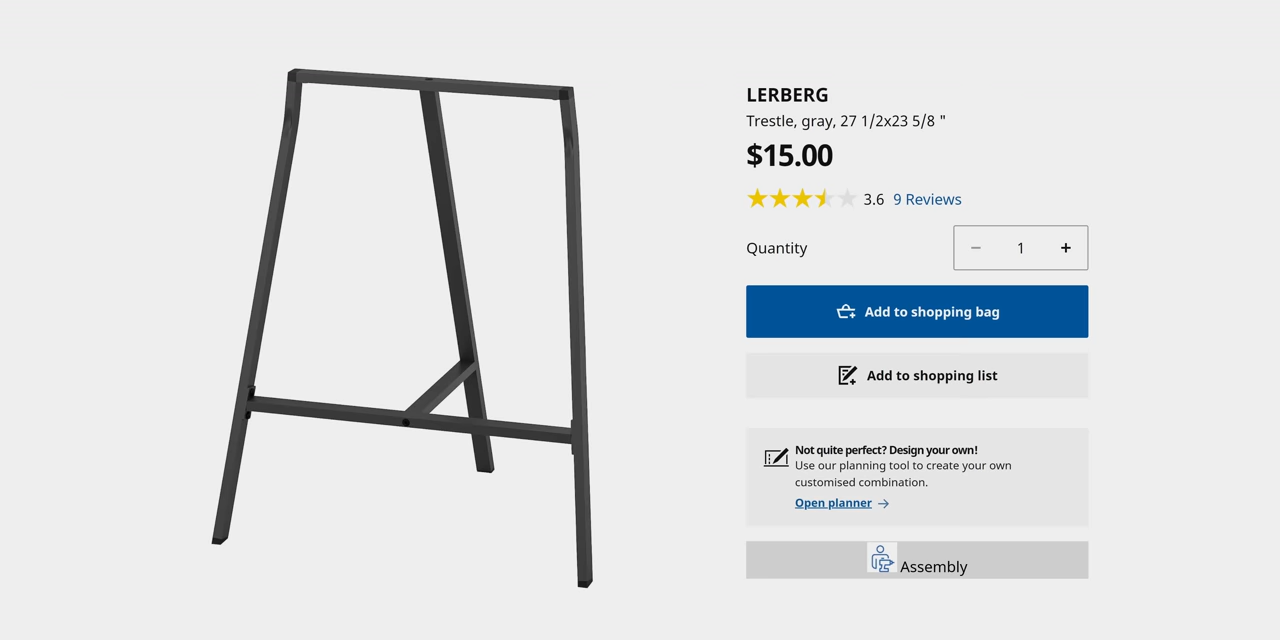 LERBERG
Trestle, gray, 27 1/2x23 5/8 "
$15.00
3.6 9 Reviews
Quantity
− 1 +
Add to shopping bag
Add to shopping list
Not quite perfect? Design your own!
Use our planning tool to create your own
customised combination.
Open planner →
Assembly